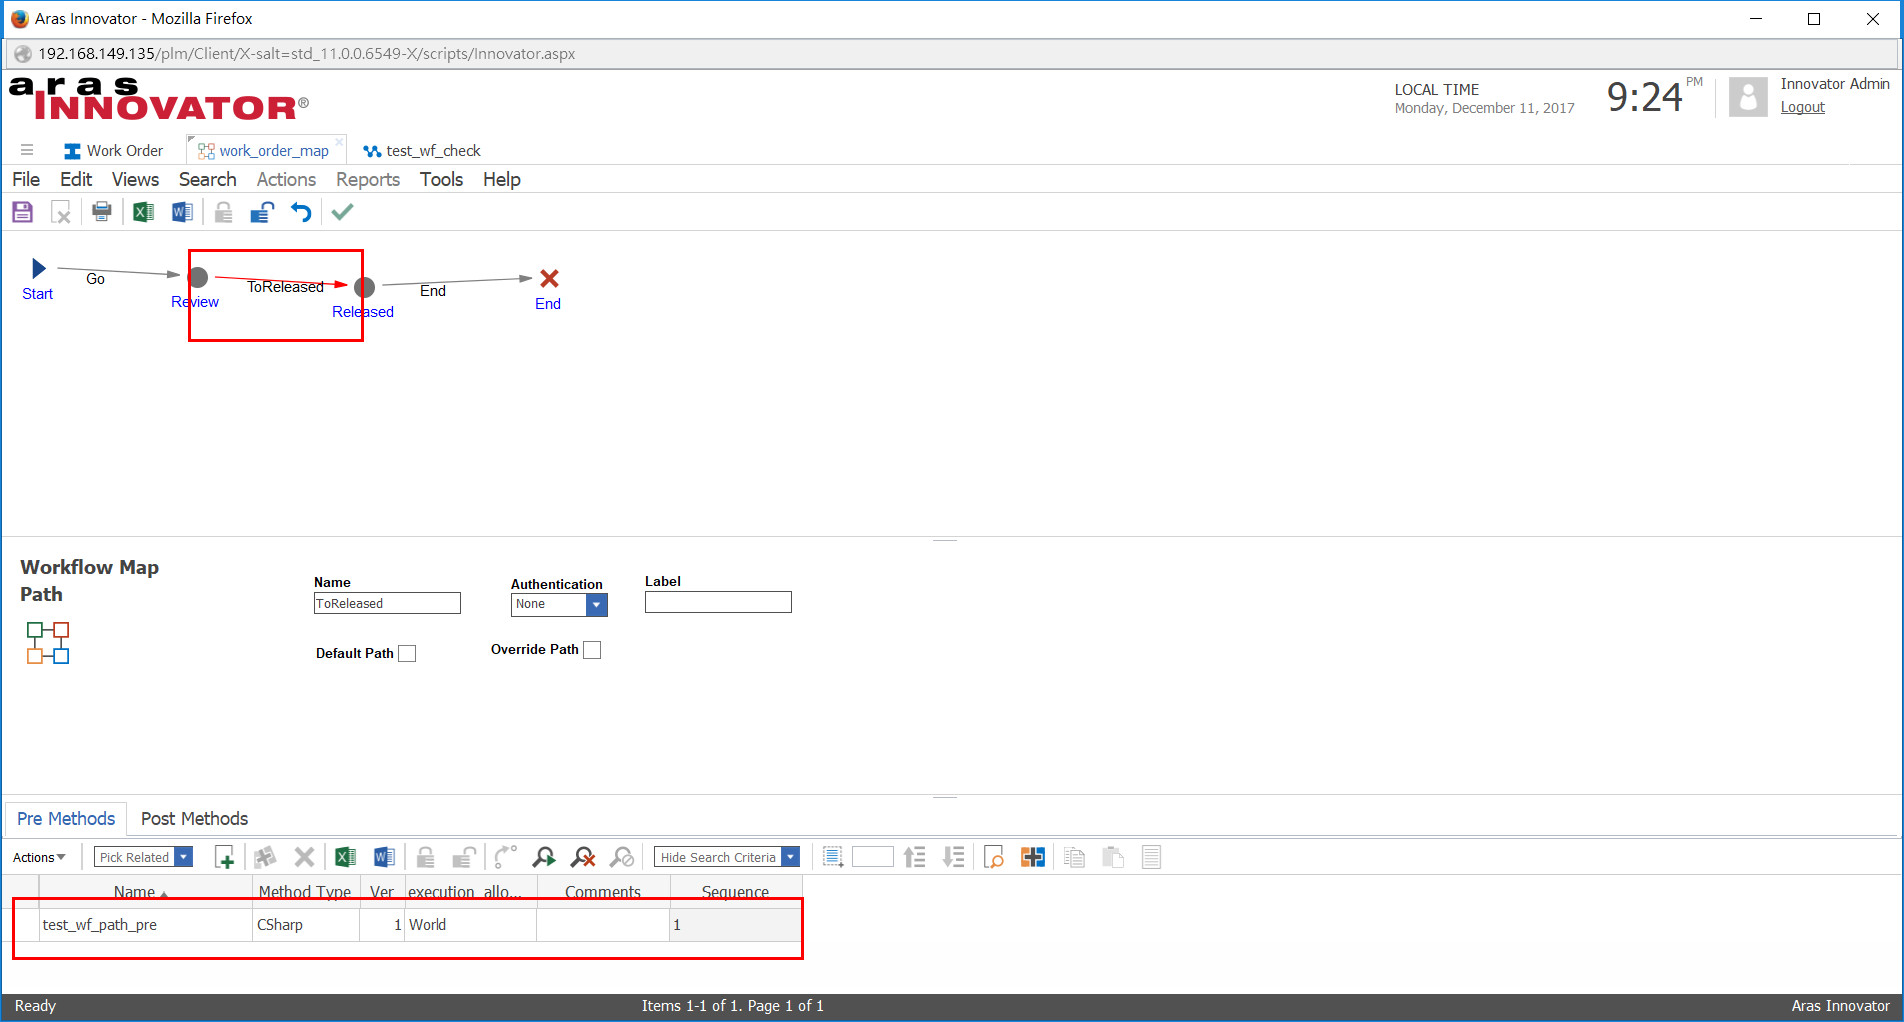 Aras Innovator - Mozilla Firefox
192.168.149.135/plm/Client/X-salt=std_11.0.0.6549-X/scripts/Innovator.aspx
aras
INNOVATOR®
LOCAL TIME
Monday, December 11, 2017
9:24 PM
Innovator Admin
Logout
Work Order work_order_map test_wf_check
File Edit Views Search Actions Reports Tools Help
Go ToReleased End
Start Review Released End
Workflow Map
Path
Name Authentication Label
ToReleased None
Default Path Override Path
Pre Methods Post Methods
Actions Pick Related Hide Search Criteria
Name Method Type Ver execution_allo... Comments Sequence
test_wf_path_pre CSharp 1 World 1
Ready Items 1-1 of 1. Page 1 of 1 Aras Innovator